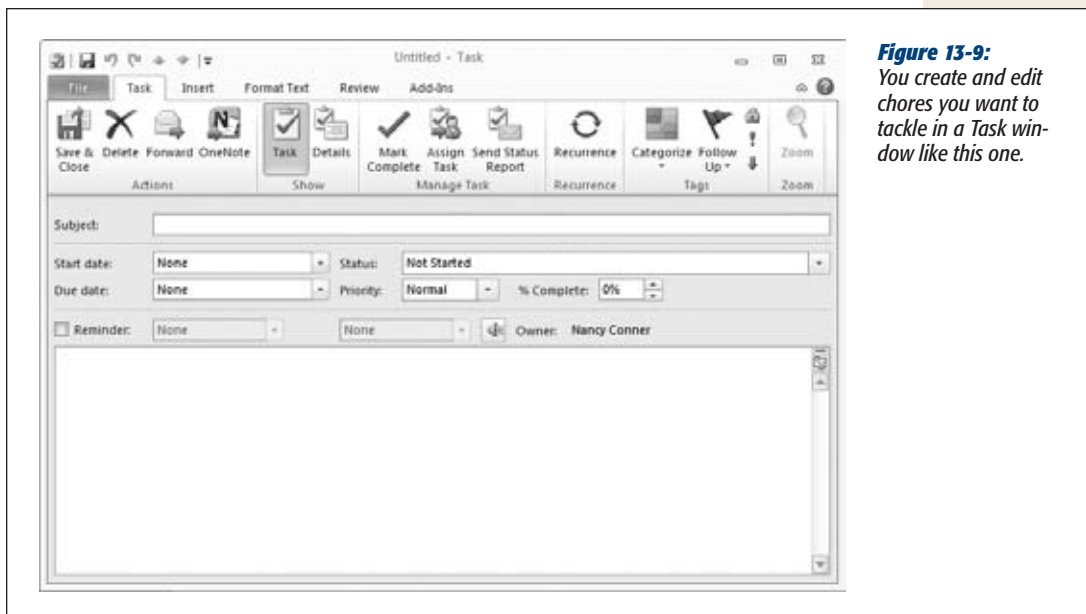 Untitled - Task
File Task Insert Format Text Review Add-Ins
Save & Close Delete Forward OneNote Task Details Mark Complete Assign Task Send Status Report Recurrence Categorize Follow Up Zoom
Actions Show Manage Task Recurrence Tags Zoom
Subject:
Start date: None Status: Not Started
Due date: None Priority: Normal % Complete: 0%
Reminder: None None Owner: Nancy Conner
Figure 13-9:
You create and edit
chores you want to
tackle in a Task win-
dow like this one.